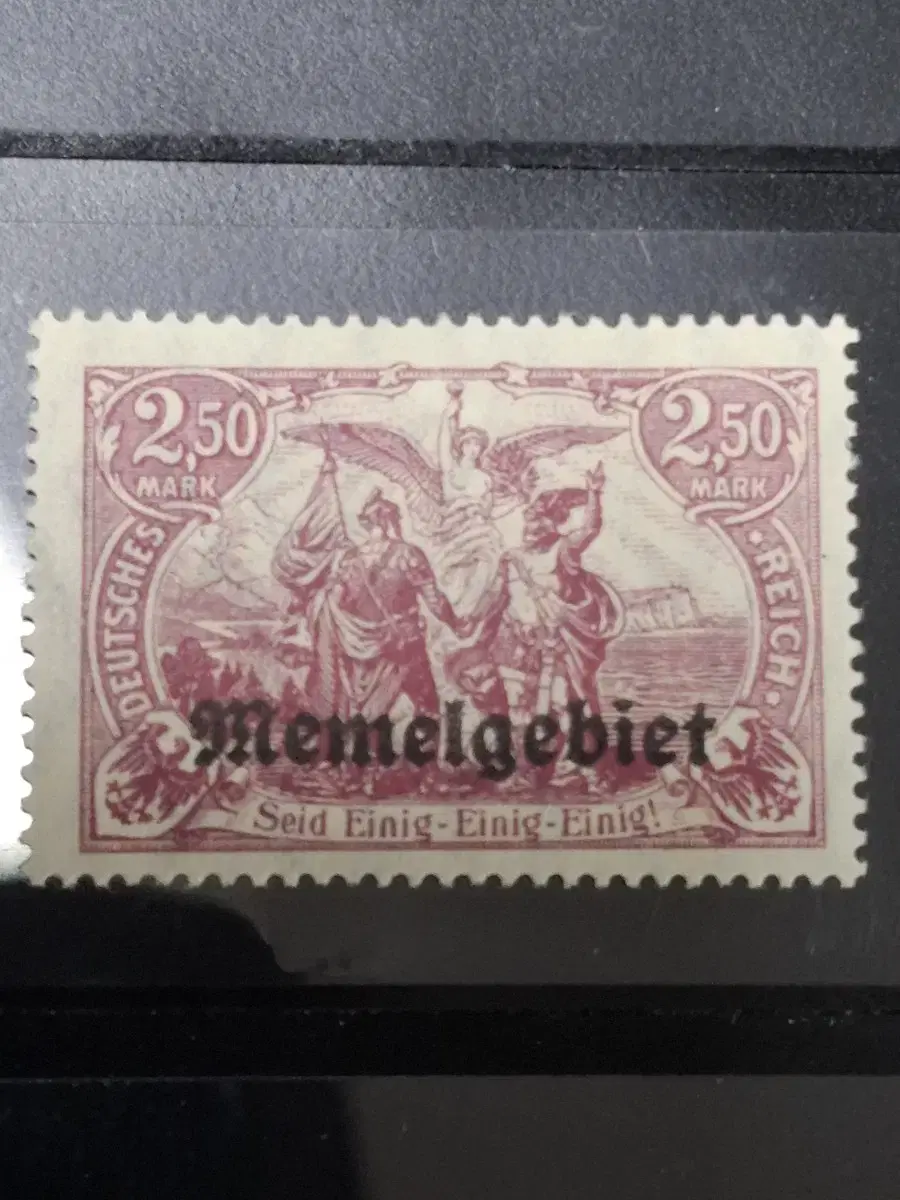 2,50 MARK
2,50 MARK
DEUTSCHES
·REICH·
Memelgebiet
Seid Einig-Einig-Einig!